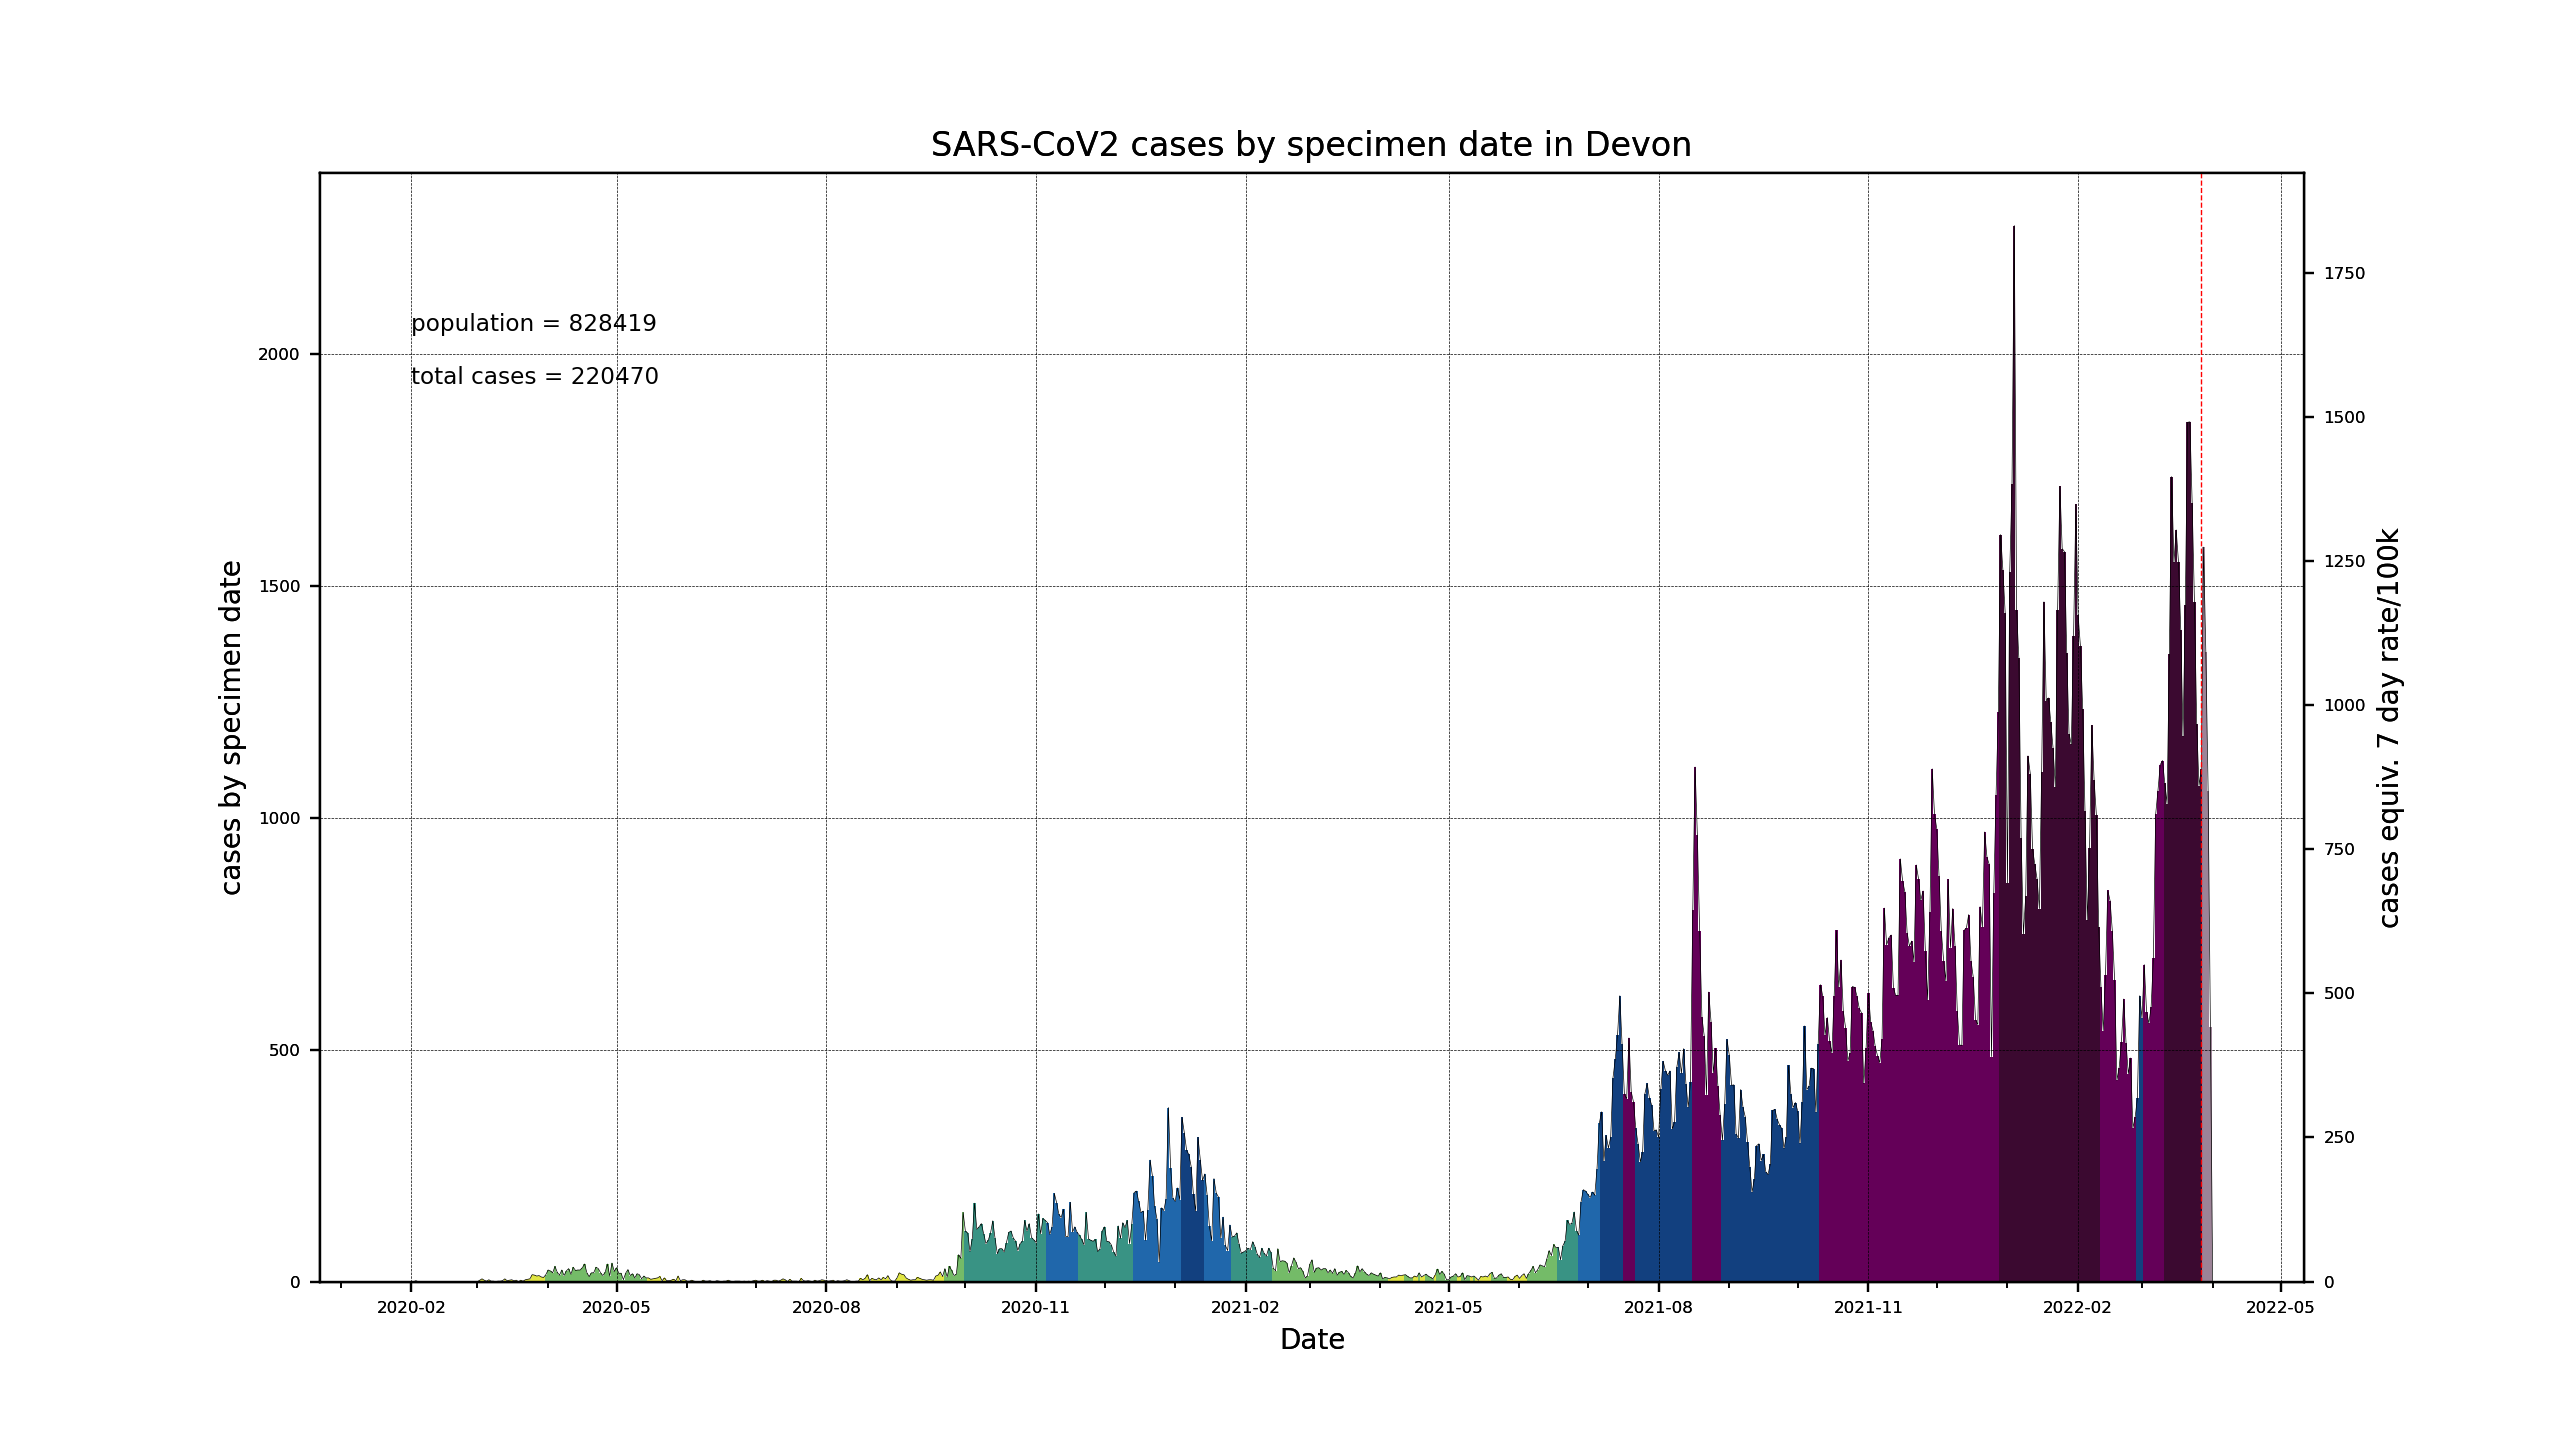 SARS-CoV2 cases by specimen date in Devon
population = 828419
total cases = 220470
cases by specimen date
2000
1500
1000
500
0
1750
1500
1250
1000
750
500
250
0
cases equiv. 7 day rate/100k
2020-02 2020-05 2020-08 2020-11 2021-02 2021-05 2021-08 2021-11 2022-02 2022-05
Date